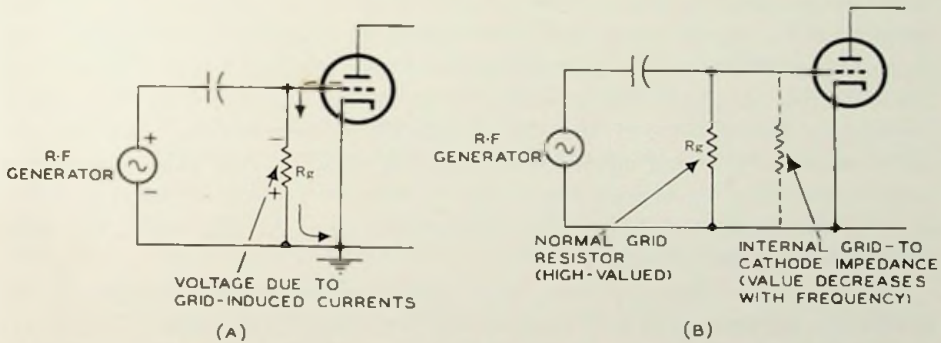 R-F
GENERATOR
+
−
−
Rg
+
VOLTAGE DUE TO
GRID-INDUCED CURRENTS
(A)
R-F
GENERATOR
Rg
NORMAL GRID
RESISTOR
(HIGH-VALUED)
INTERNAL GRID-TO
CATHODE IMPEDANCE
(VALUE DECREASES
WITH FREQUENCY)
(B)